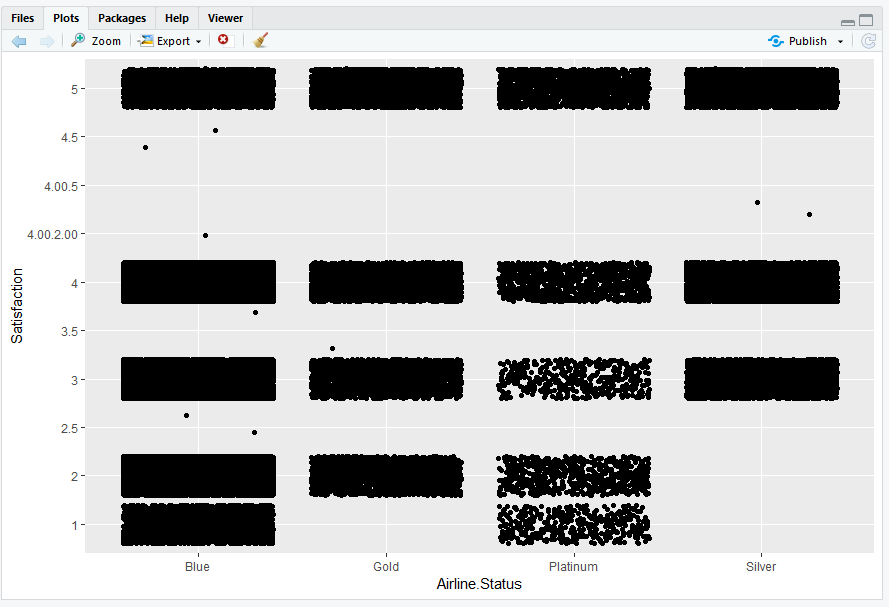 Files Plots Packages Help Viewer
Zoom Export Publish
5
4.5
4.00.5
4.00.2.00
4
3.5
3
2.5
2
1
Satisfaction
Blue Gold Platinum Silver
Airline.Status